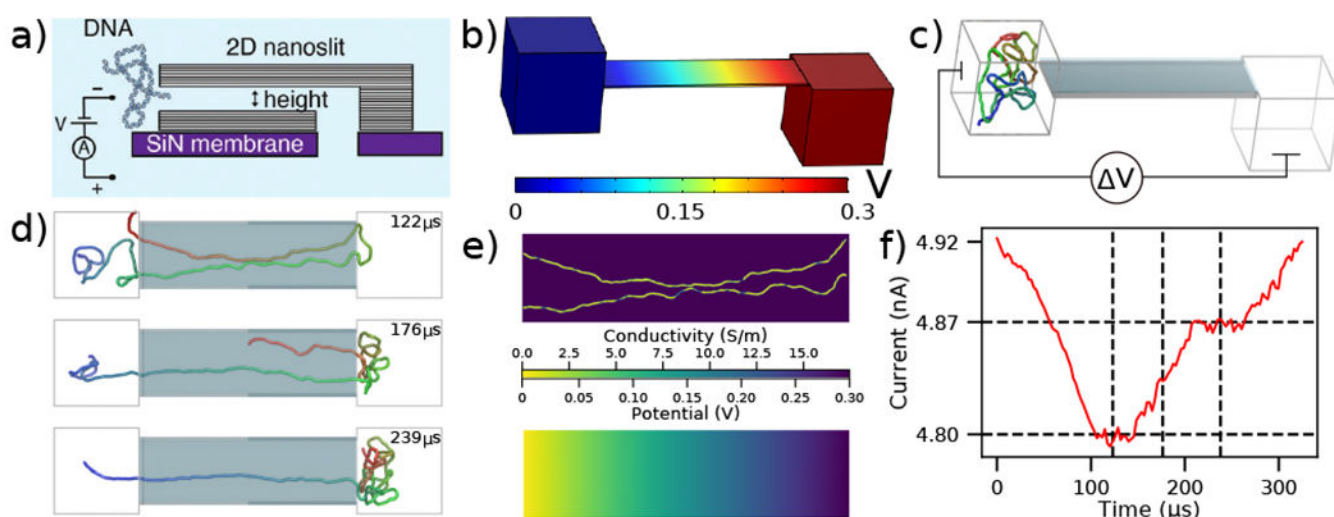 a)
DNA
2D nanoslit
height
−
V
A
+
SiN membrane
b)
V
0
0.15
0.3
c)
ΔV
d)
122μs
176μs
239μs
e)
Conductivity (S/m)
0.0 2.5 5.0 7.5 10.0 12.5 15.0
0 0.05 0.10 0.15 0.20 0.25 0.30
Potential (V)
f)
Current (nA)
4.92
4.87
4.80
0 100 200 300
Time (μs)